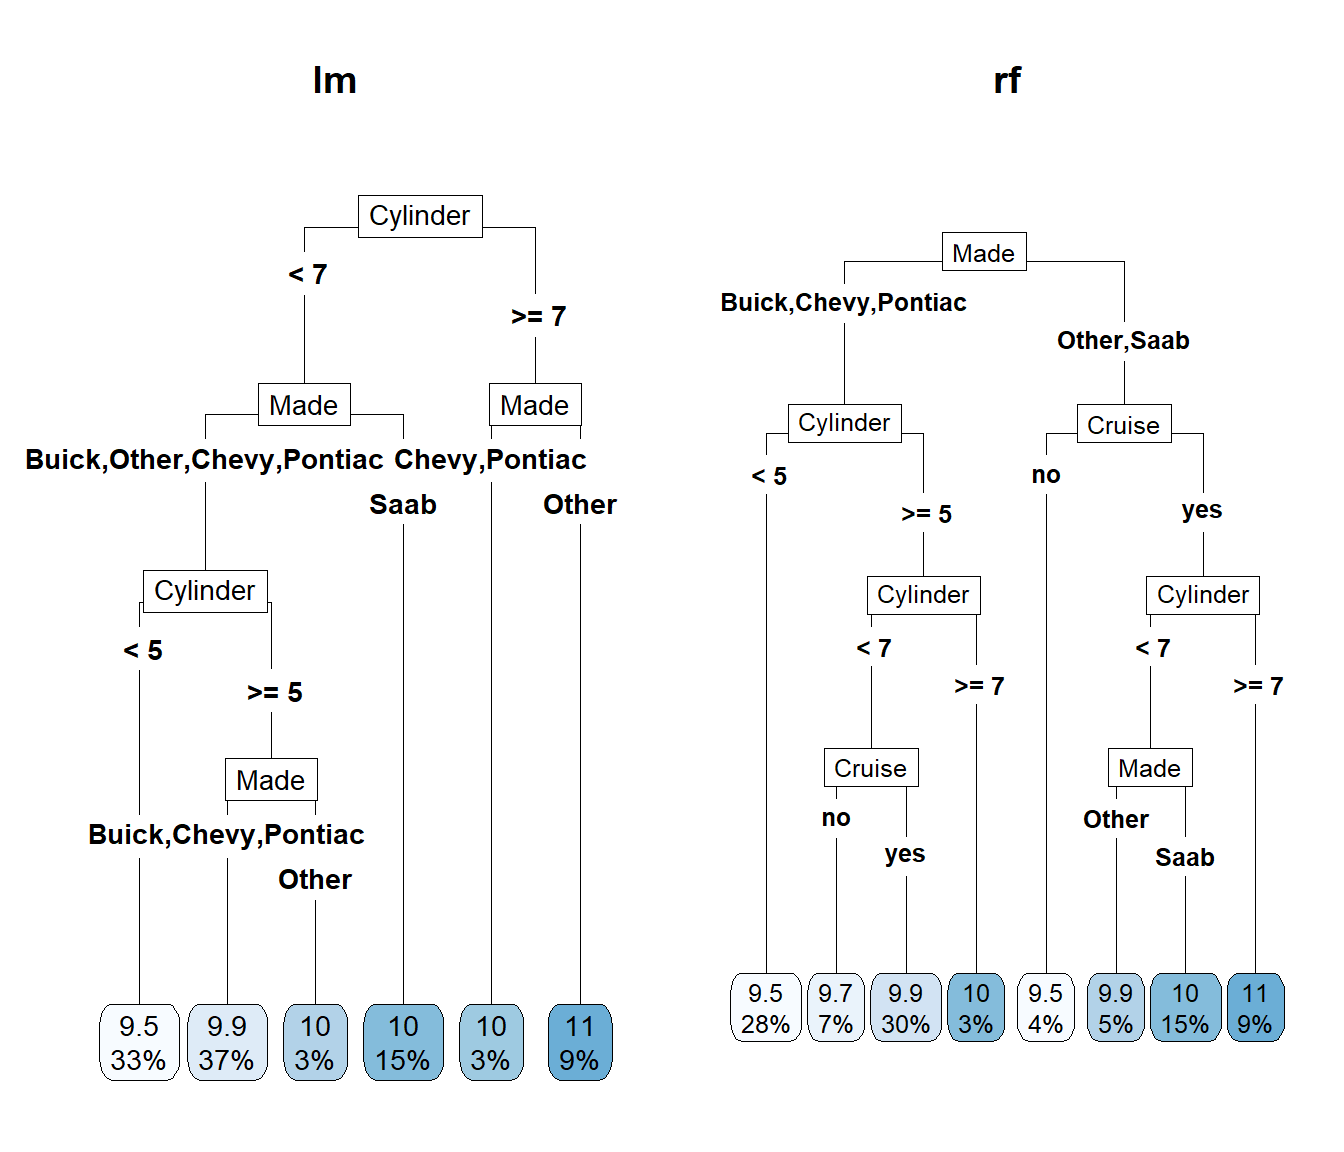 lm
Cylinder
< 7
>= 7
Made
Made
Buick,Other,Chevy,Pontiac
Chevy,Pontiac
Saab
Other
Cylinder
< 5
>= 5
Made
Buick,Chevy,Pontiac
Other
9.5
33%
9.9
37%
10
3%
10
15%
10
3%
11
9%
rf
Made
Buick,Chevy,Pontiac
Other,Saab
Cylinder
Cruise
< 5
>= 5
no
yes
Cylinder
Cylinder
< 7
>= 7
< 7
>= 7
Cruise
Made
no
yes
Other
Saab
9.5
28%
9.7
7%
9.9
30%
10
3%
9.5
4%
9.9
5%
10
15%
11
9%